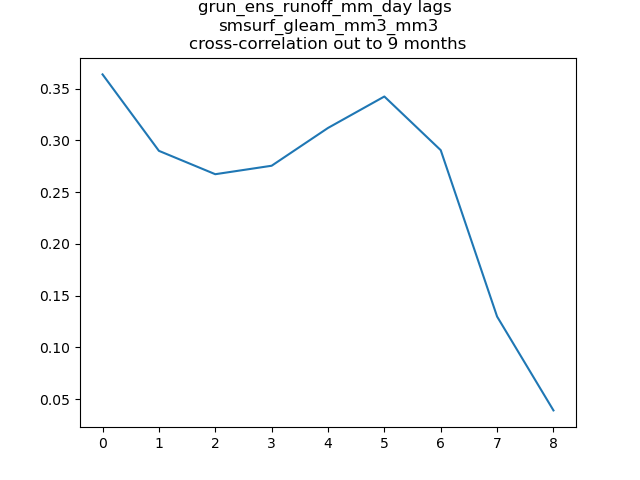 grun_ens_runoff_mm_day lags
smsurf_gleam_mm3_mm3
cross-correlation out to 9 months
0.35
0.30
0.25
0.20
0.15
0.10
0.05
0 1 2 3 4 5 6 7 8